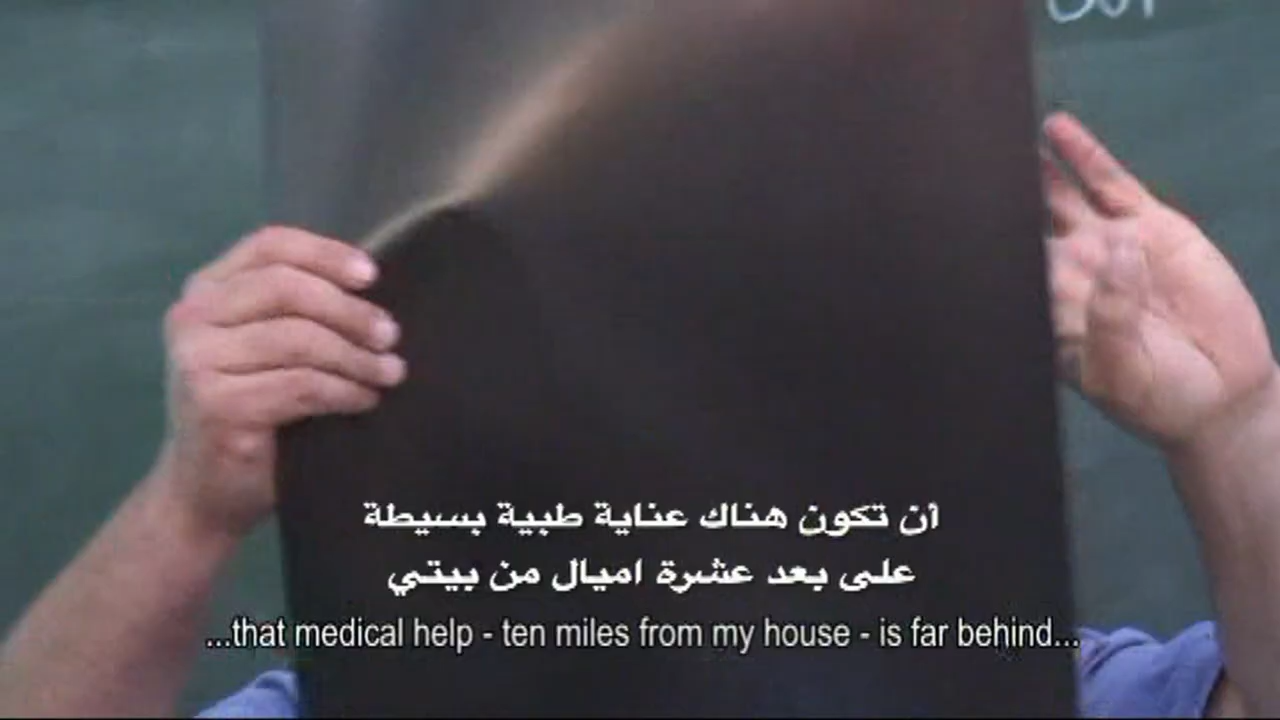 أن تكون هناك عناية طبية بسيطة
على بعد عشرة اميال من بيتي
...that medical help - ten miles from my house - is far behind...